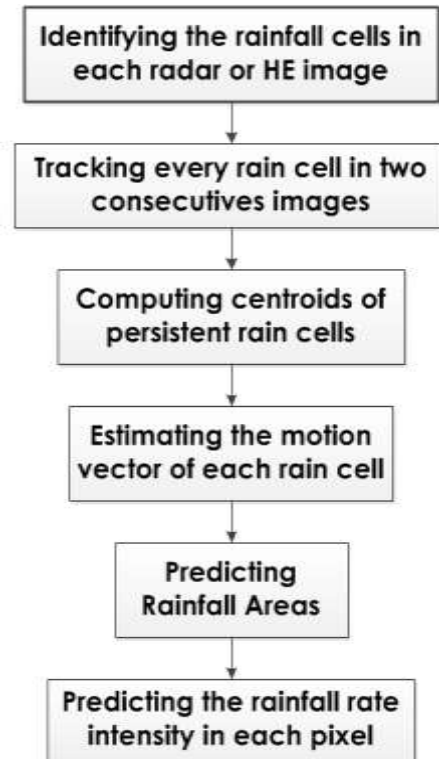 Identifying the rainfall cells in
each radar or HE image
Tracking every rain cell in two
consecutives images
Computing centroids of
persistent rain cells
Estimating the motion
vector of each rain cell
Predicting
Rainfall Areas
Predicting the rainfall rate
intensity in each pixel